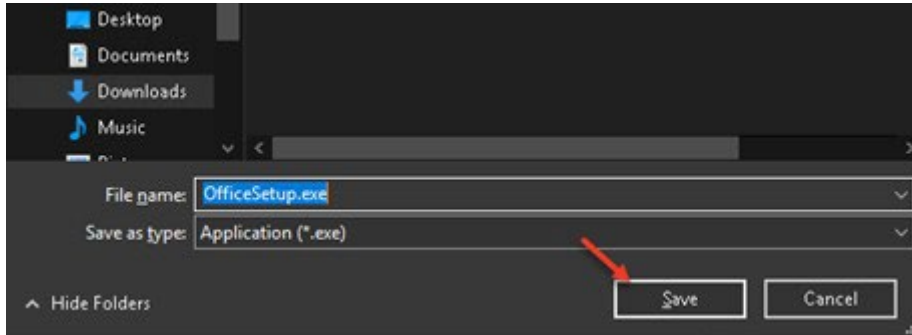 Desktop
Documents
Downloads
Music
File name: OfficeSetup.exe
Save as type: Application (*.exe)
Hide Folders
Save
Cancel